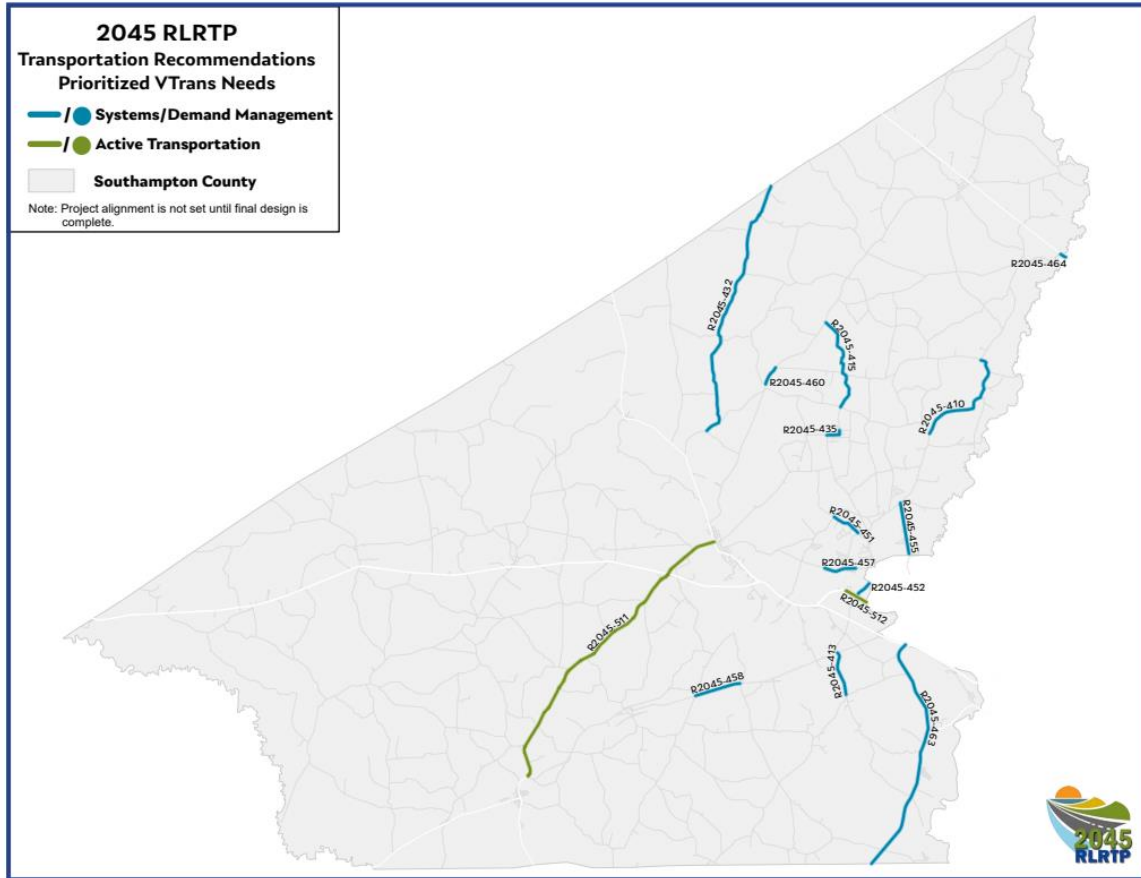 2045 RLRTP
Transportation Recommendations
Prioritized VTrans Needs
/ Systems/Demand Management
/ Active Transportation
Southampton County
Note: Project alignment is not set until final design is
complete.
R2045-464
R2045-432
R2045-415
R2045-460
R2045-410
R2045-435
R2045-451
R2045-455
R2045-457
R2045-452
R2045-512
R2045-511
R2045-413
R2045-458
R2045-463
2045
RLRTP